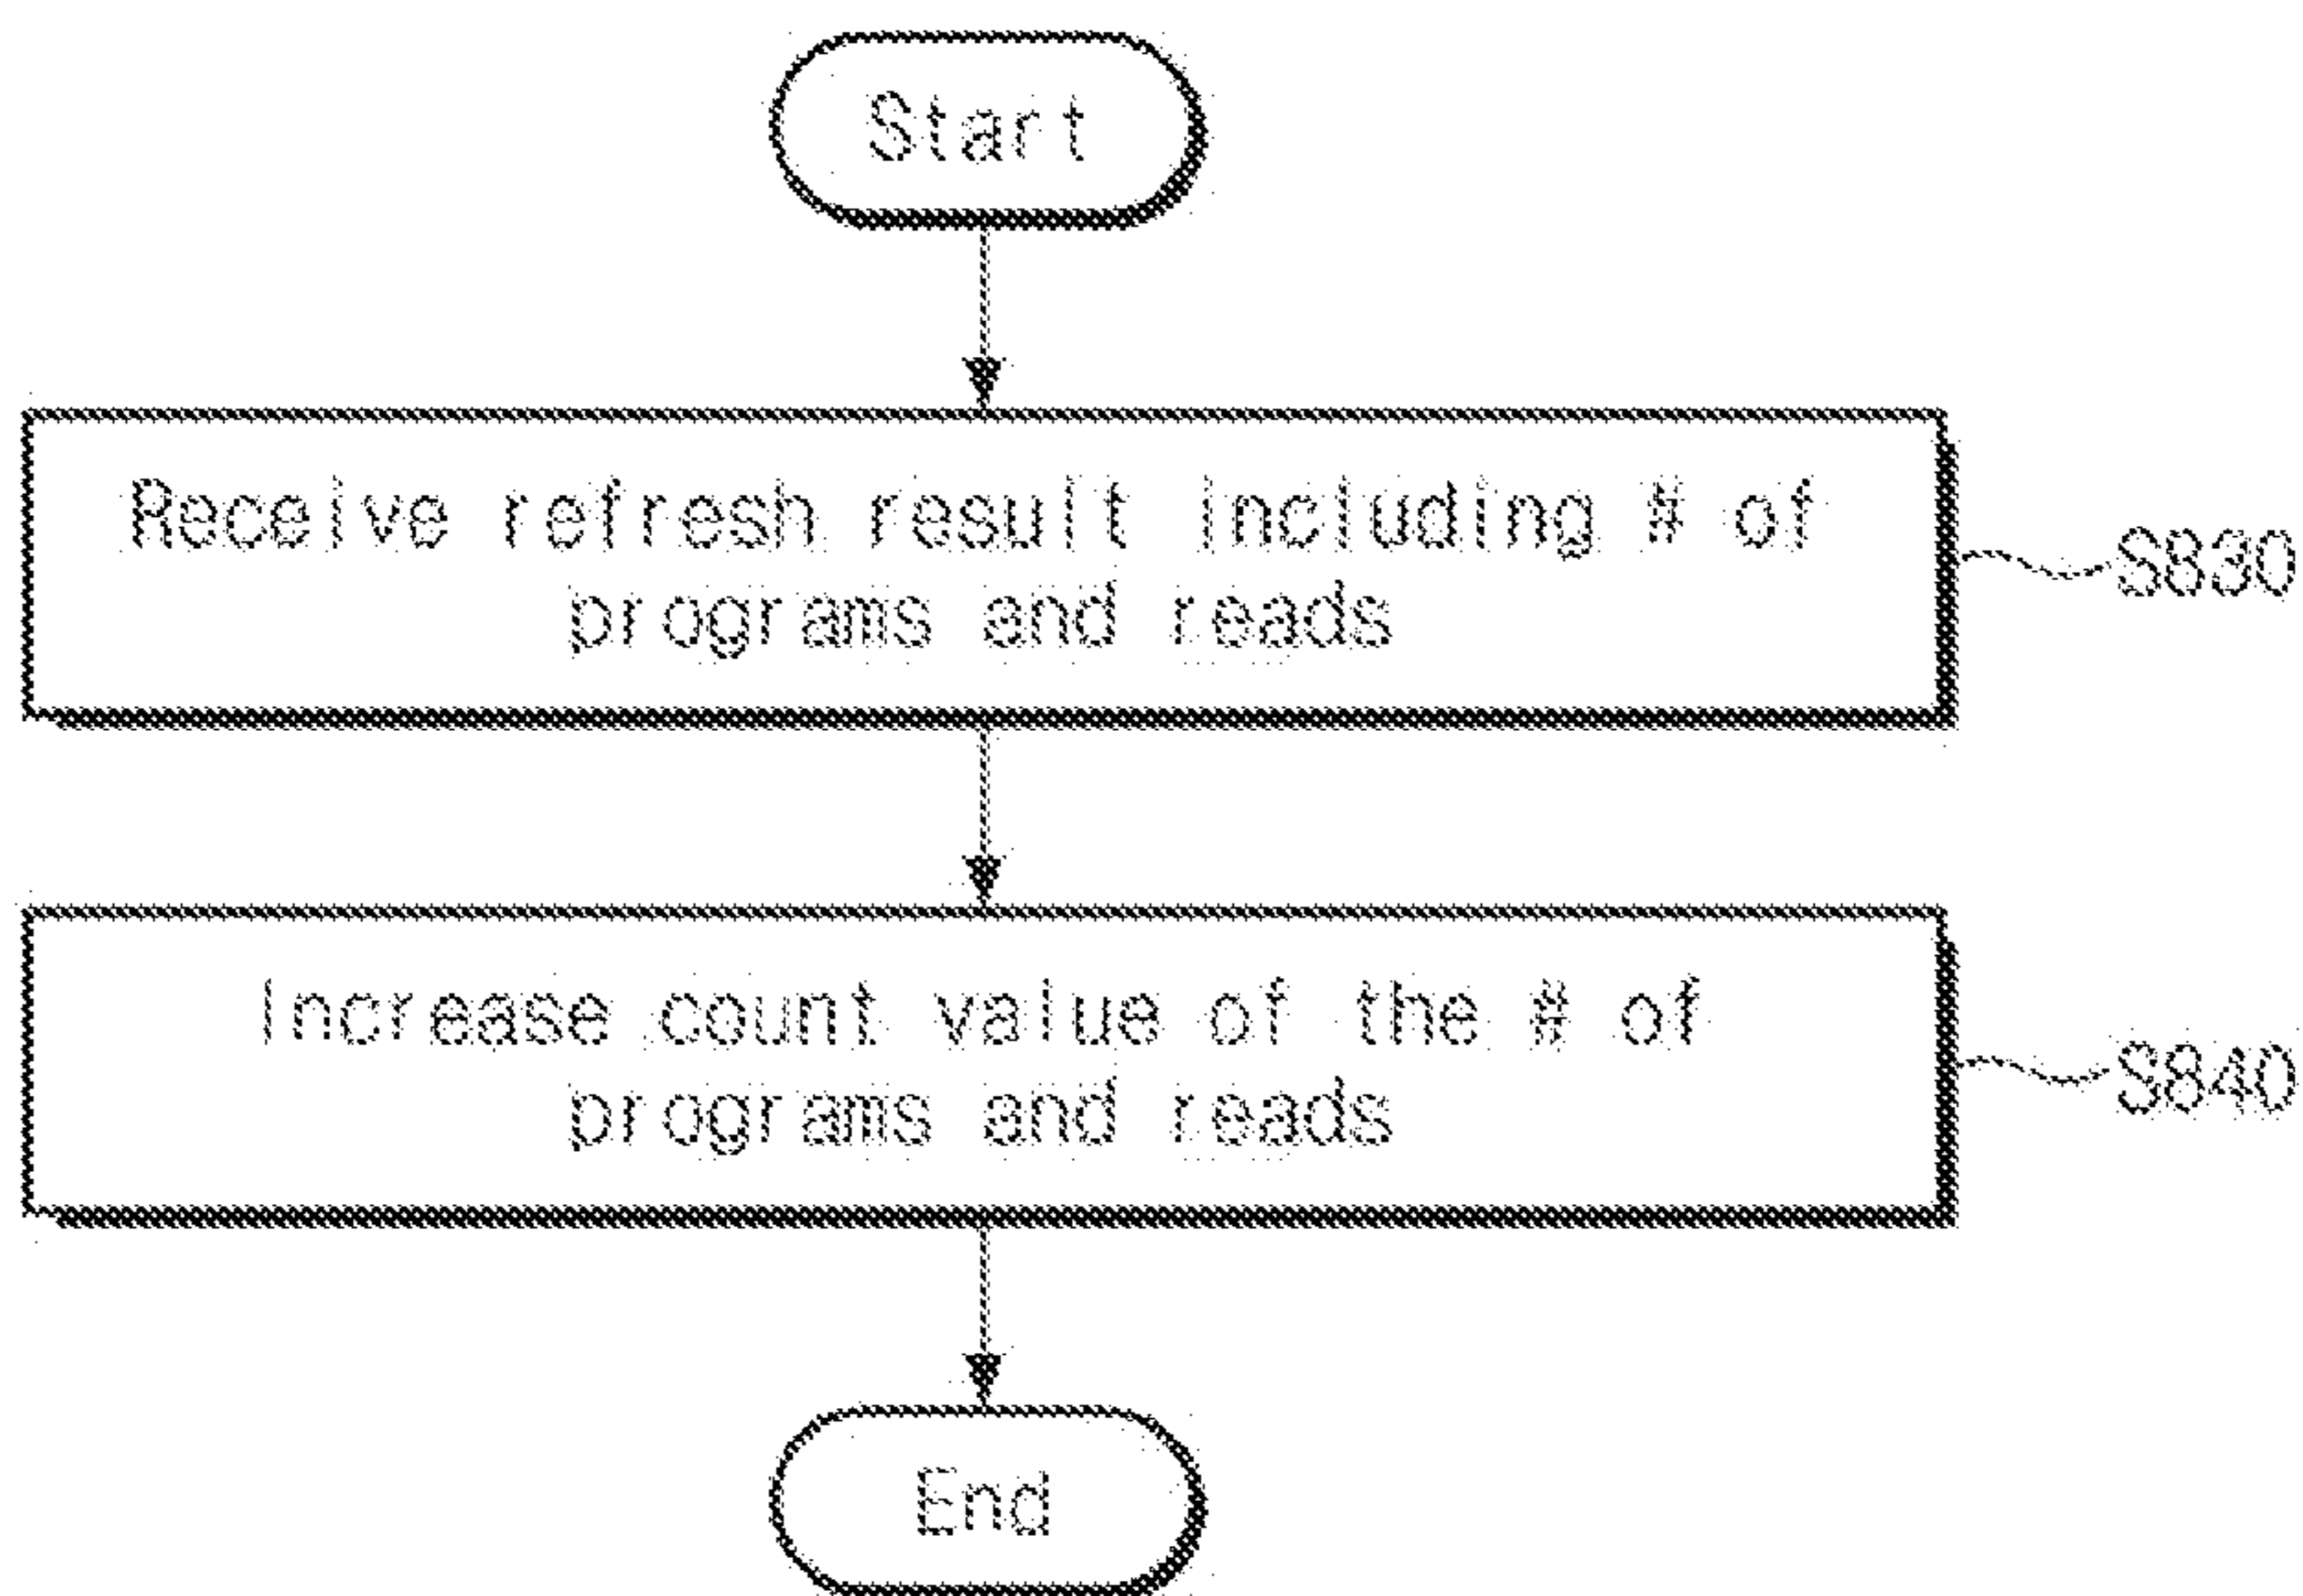 Start
Receive refresh result including # of
programs and reads
S830
Increase count value of the # of
programs and reads
S840
End